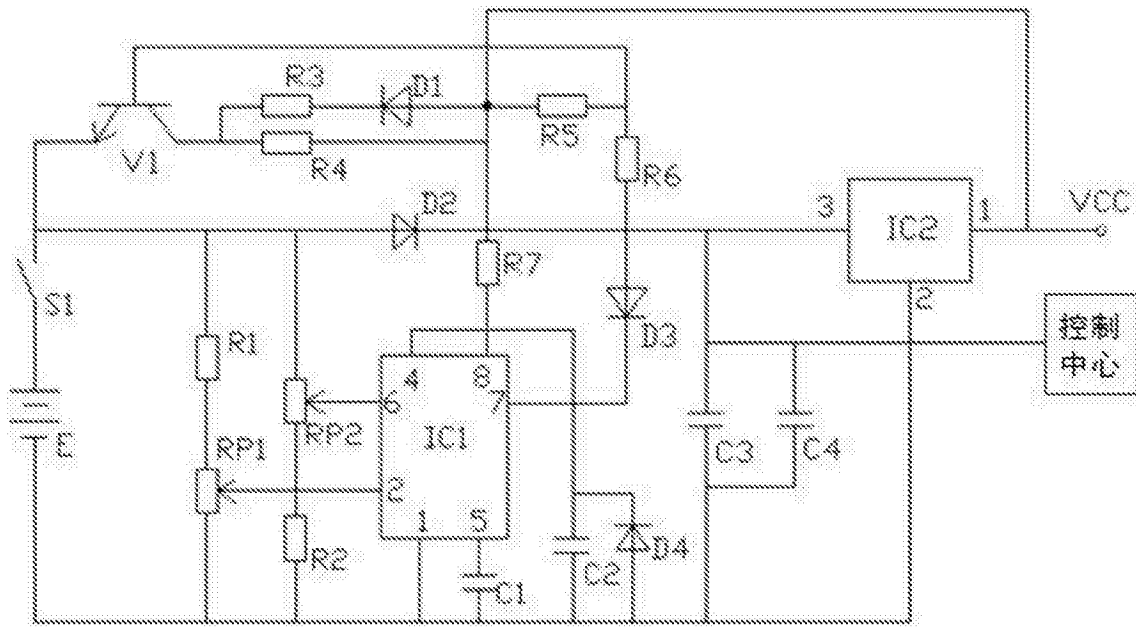 R3
D1
R5
V1
R4
R6
D2
3
IC2
1
VCC
R7
2
S1
D3
控制
中心
R1
4
8
6
7
RP2
IC1
C3
C4
E
RP1
2
1
5
R2
C1
C2
D4